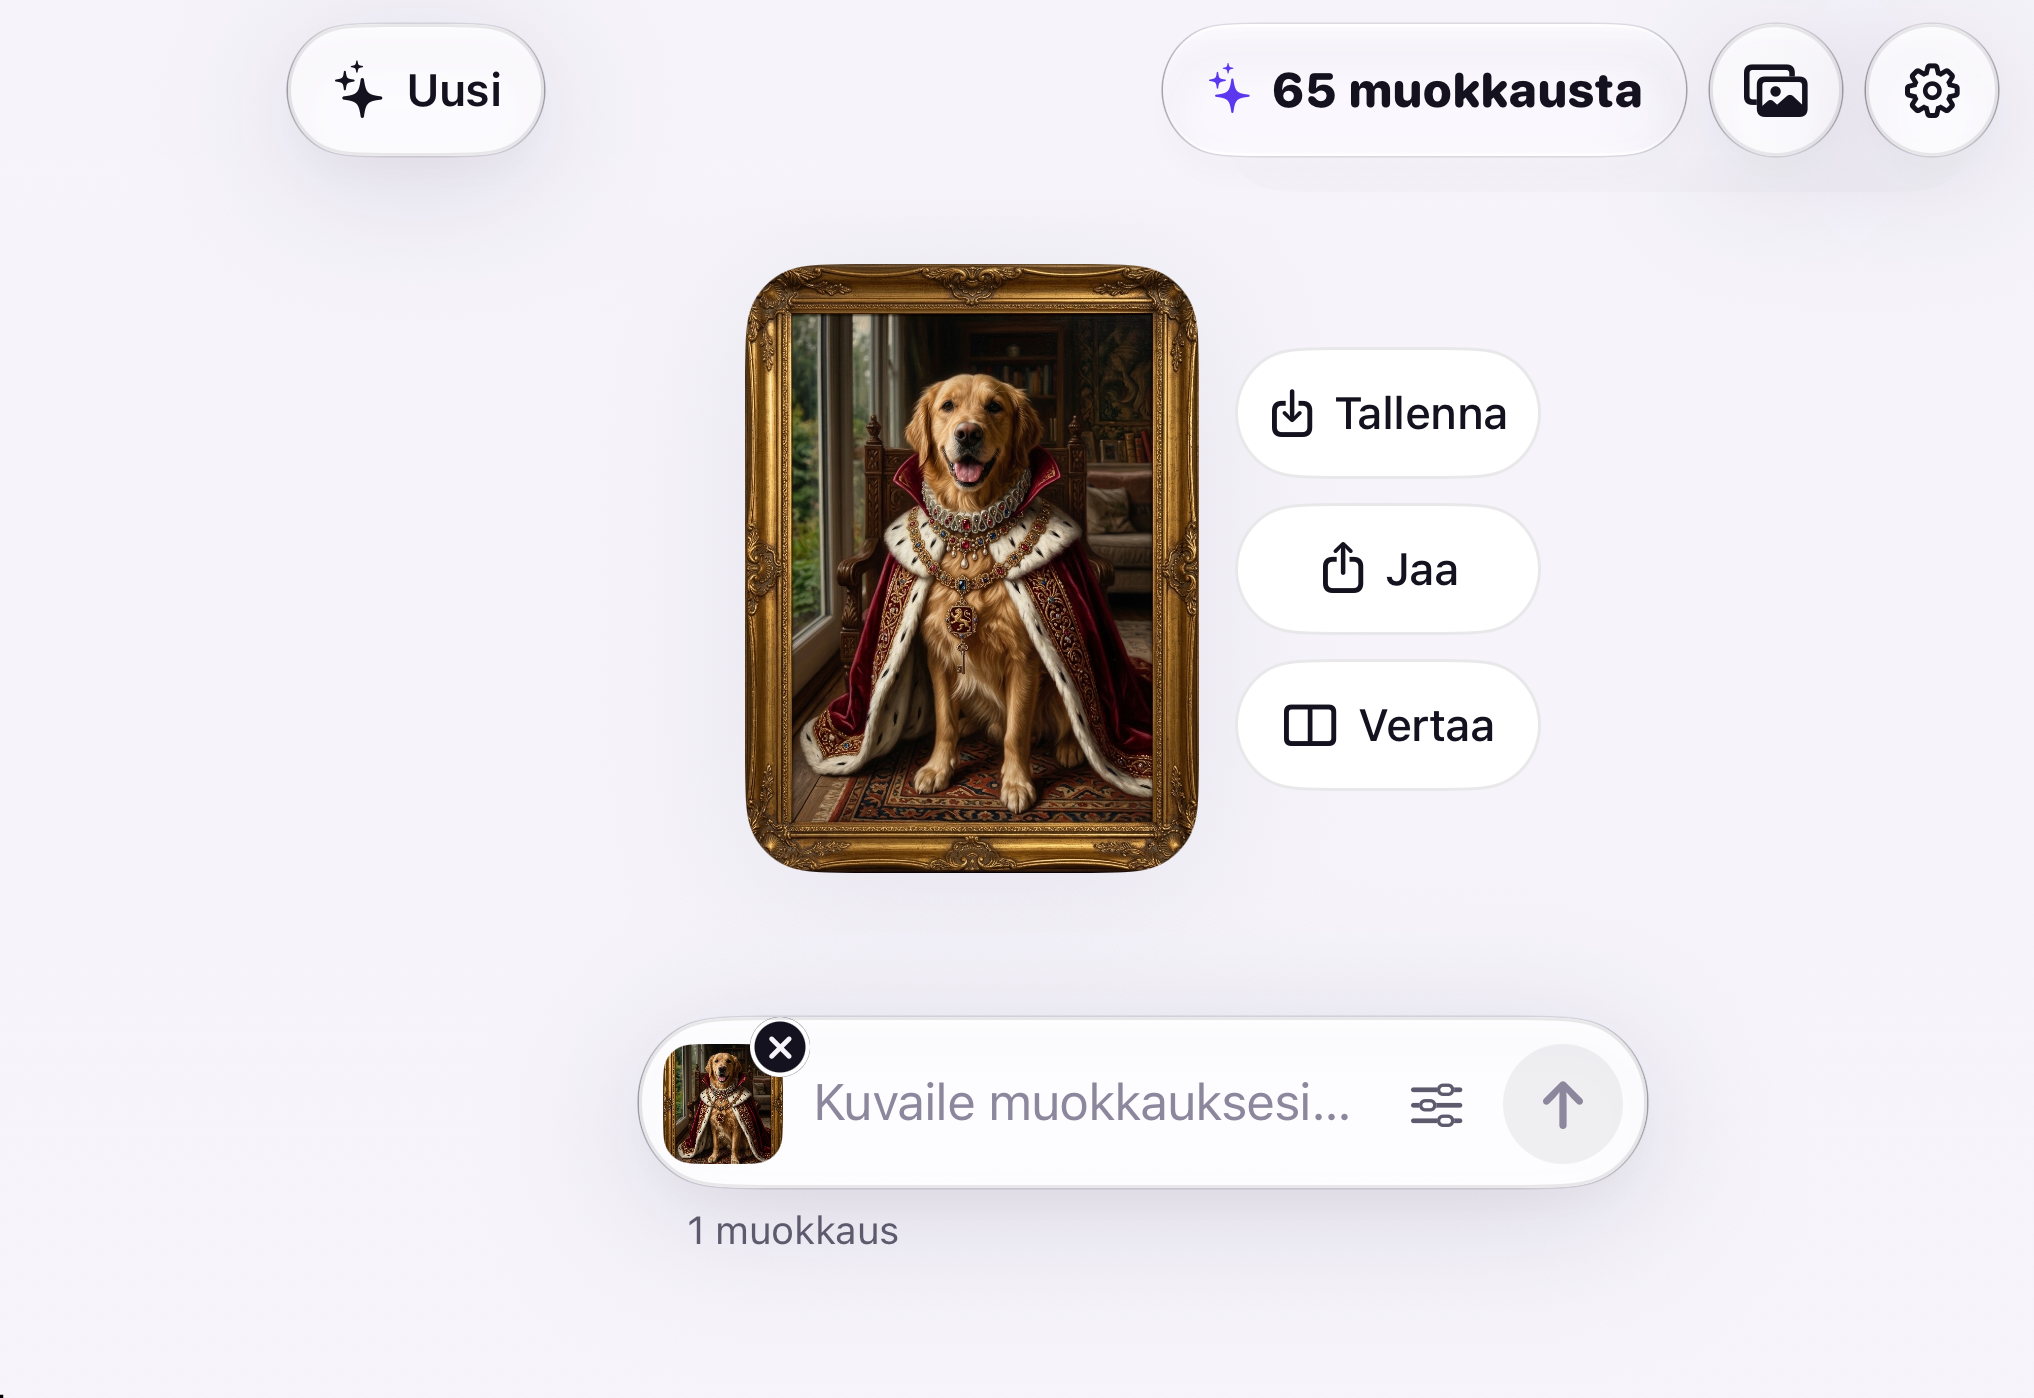 Uusi
65 muokkausta
Tallenna
Jaa
Vertaa
Kuvaile muokkauksesi...
1 muokkaus